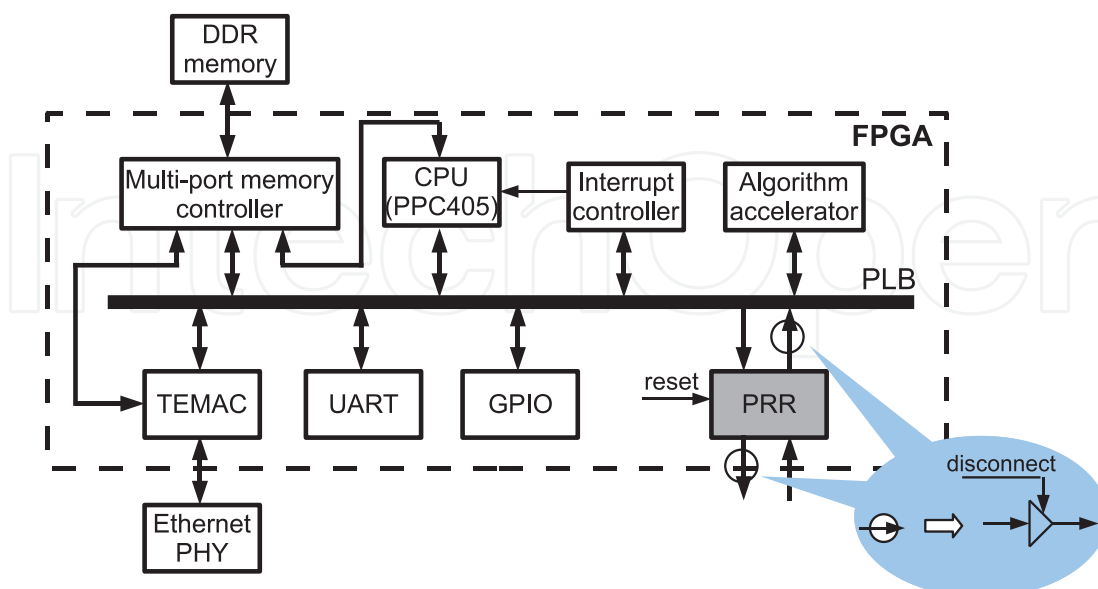 DDR
memory
FPGA
Multi-port memory
controller
CPU
(PPC405)
Interrupt
controller
Algorithm
accelerator
PLB
TEMAC
UART
GPIO
reset
PRR
Ethernet
PHY
disconnect
IntechOpen